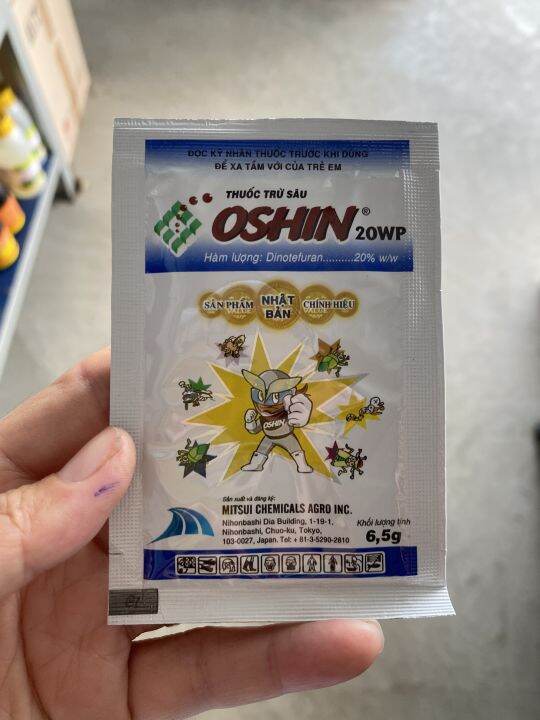 ĐỌC KỸ NHÃN THUỐC TRƯỚC KHI DÙNG
ĐỂ XA TẦM VỚI CỦA TRẺ EM
THUỐC TRỪ SÂU
OSHIN® 20WP
Hàm lượng: Dinotefuran..........20% w/w
SẢN PHẨM NHẬT BẢN CHÍNH HIỆU
OSHIN
Sản xuất và đăng ký:
MITSUI CHEMICALS AGRO INC.
Nihonbashi Dia Building, 1-19-1,
Nihonbashi, Chuo-ku, Tokyo,
103-0027, Japan. Tel: + 81-3-5290-2810
Khối lượng tịnh
6,5g